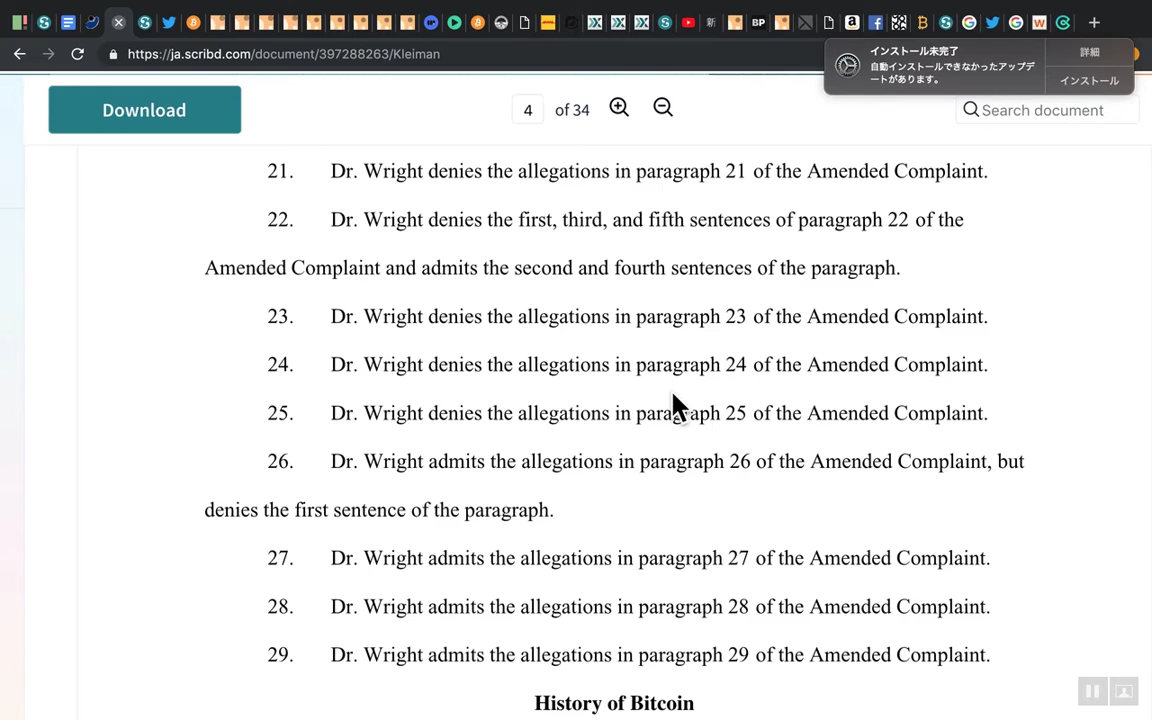 https://ja.scribd.com/document/397288263/Kleiman
インストール未完了
自動インストールできなかったアップデ
ートがあります。
詳細
インストール
Download
4 of 34
Search document
21. Dr. Wright denies the allegations in paragraph 21 of the Amended Complaint.
22. Dr. Wright denies the first, third, and fifth sentences of paragraph 22 of the
Amended Complaint and admits the second and fourth sentences of the paragraph.
23. Dr. Wright denies the allegations in paragraph 23 of the Amended Complaint.
24. Dr. Wright denies the allegations in paragraph 24 of the Amended Complaint.
25. Dr. Wright denies the allegations in paragraph 25 of the Amended Complaint.
26. Dr. Wright admits the allegations in paragraph 26 of the Amended Complaint, but
denies the first sentence of the paragraph.
27. Dr. Wright admits the allegations in paragraph 27 of the Amended Complaint.
28. Dr. Wright admits the allegations in paragraph 28 of the Amended Complaint.
29. Dr. Wright admits the allegations in paragraph 29 of the Amended Complaint.
History of Bitcoin